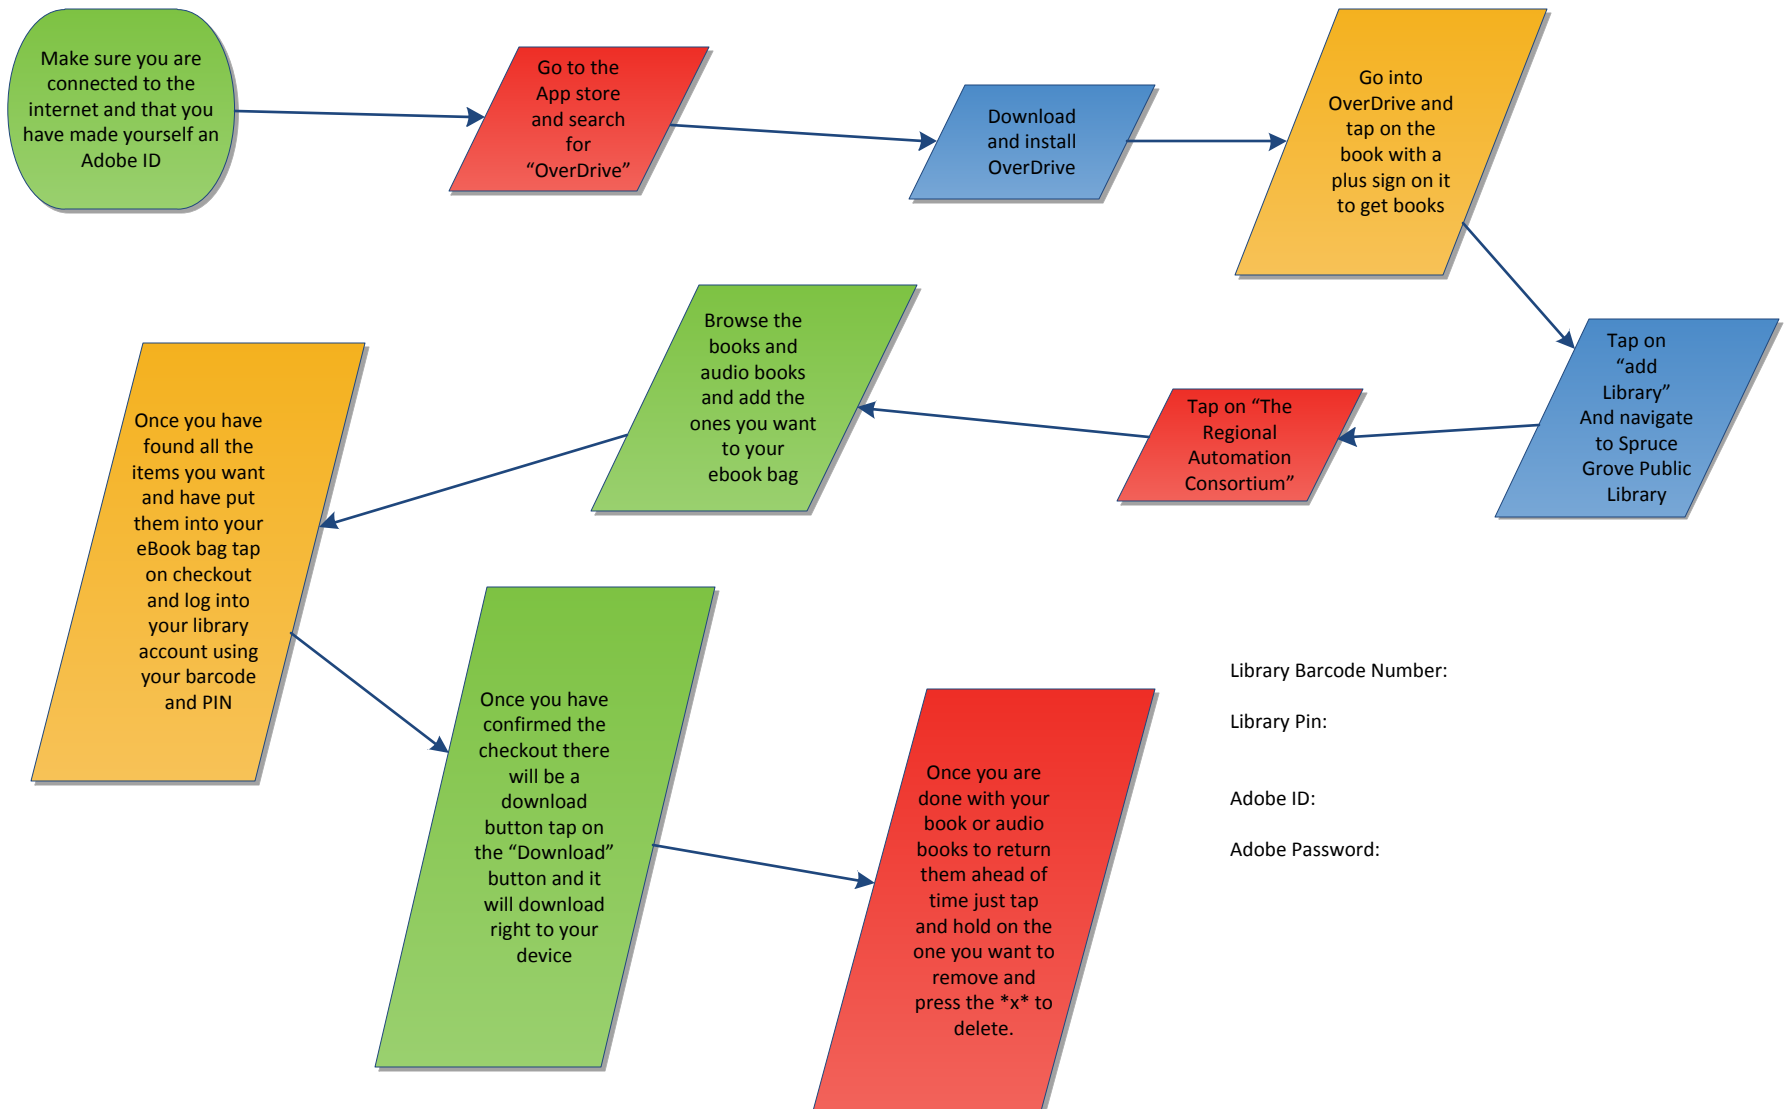 Make sure you are
connected to the
internet and that you
have made yourself an
Adobe ID
Go to the
App store
and search
for
“OverDrive”
Download
and install
OverDrive
Go into
OverDrive and
tap on the
book with a
plus sign on it
to get books
Tap on
“add
Library”
And navigate
to Spruce
Grove Public
Library
Tap on “The
Regional
Automation
Consortium”
Browse the
books and
audio books
and add the
ones you want
to your
ebook bag
Once you have
found all the
items you want
and have put
them into your
eBook bag tap
on checkout
and log into
your library
account using
your barcode
and PIN
Once you have
confirmed the
checkout there
will be a
download
button tap on
the “Download”
button and it
will download
right to your
device
Once you are
done with your
book or audio
books to return
them ahead of
time just tap
and hold on the
one you want to
remove and
press the *x* to
delete.
Library Barcode Number:
Library Pin:
Adobe ID:
Adobe Password: